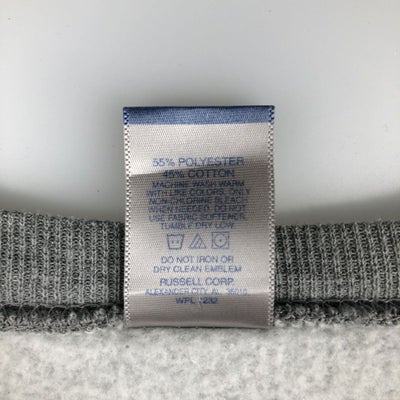 55% POLYESTER
45% COTTON
MACHINE WASH WARM
WITH LIKE COLORS. ONLY
NON-CHLORINE BLEACH
WHEN NEEDED. DO NOT
USE FABRIC SOFTENER.
TUMBLE DRY LOW.
DO NOT IRON OR
DRY CLEAN EMBLEM
RUSSELL CORP.
ALEXANDER CITY, AL. 35010
WPL 7232